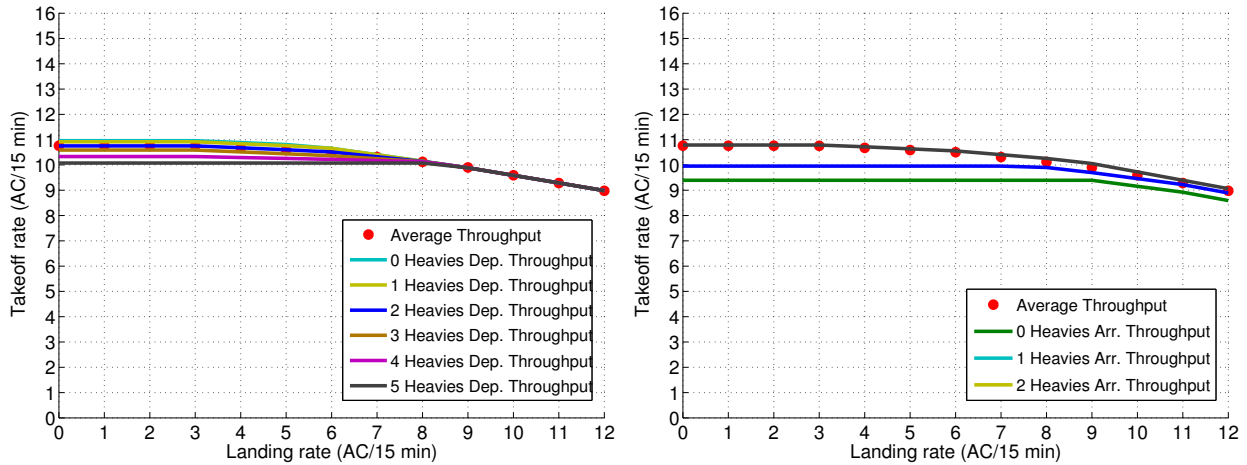 16
15
14
13
12
11
10
9
8
7
6
5
4
3
2
1
0
Takeoff rate (AC/15 min)
0 1 2 3 4 5 6 7 8 9 10 11 12
Landing rate (AC/15 min)
Average Throughput
0 Heavies Dep. Throughput
1 Heavies Dep. Throughput
2 Heavies Dep. Throughput
3 Heavies Dep. Throughput
4 Heavies Dep. Throughput
5 Heavies Dep. Throughput
16
15
14
13
12
11
10
9
8
7
6
5
4
3
2
1
0
Takeoff rate (AC/15 min)
0 1 2 3 4 5 6 7 8 9 10 11 12
Landing rate (AC/15 min)
Average Throughput
0 Heavies Arr. Throughput
1 Heavies Arr. Throughput
2 Heavies Arr. Throughput